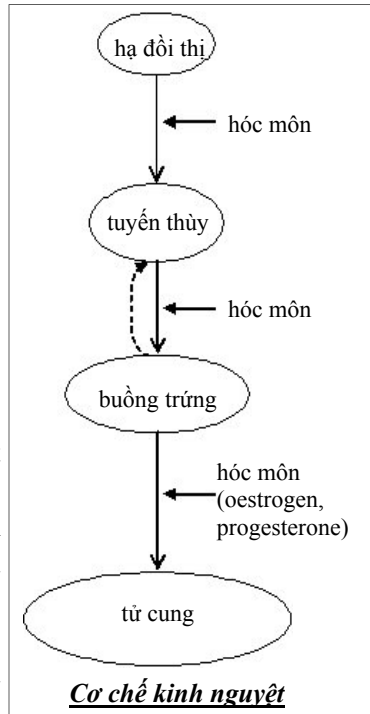 hạ đồi thị
hóc môn
tuyến thùy
hóc môn
buồng trứng
hóc môn
(oestrogen,
progesterone)
tử cung
Cơ chế kinh nguyệt